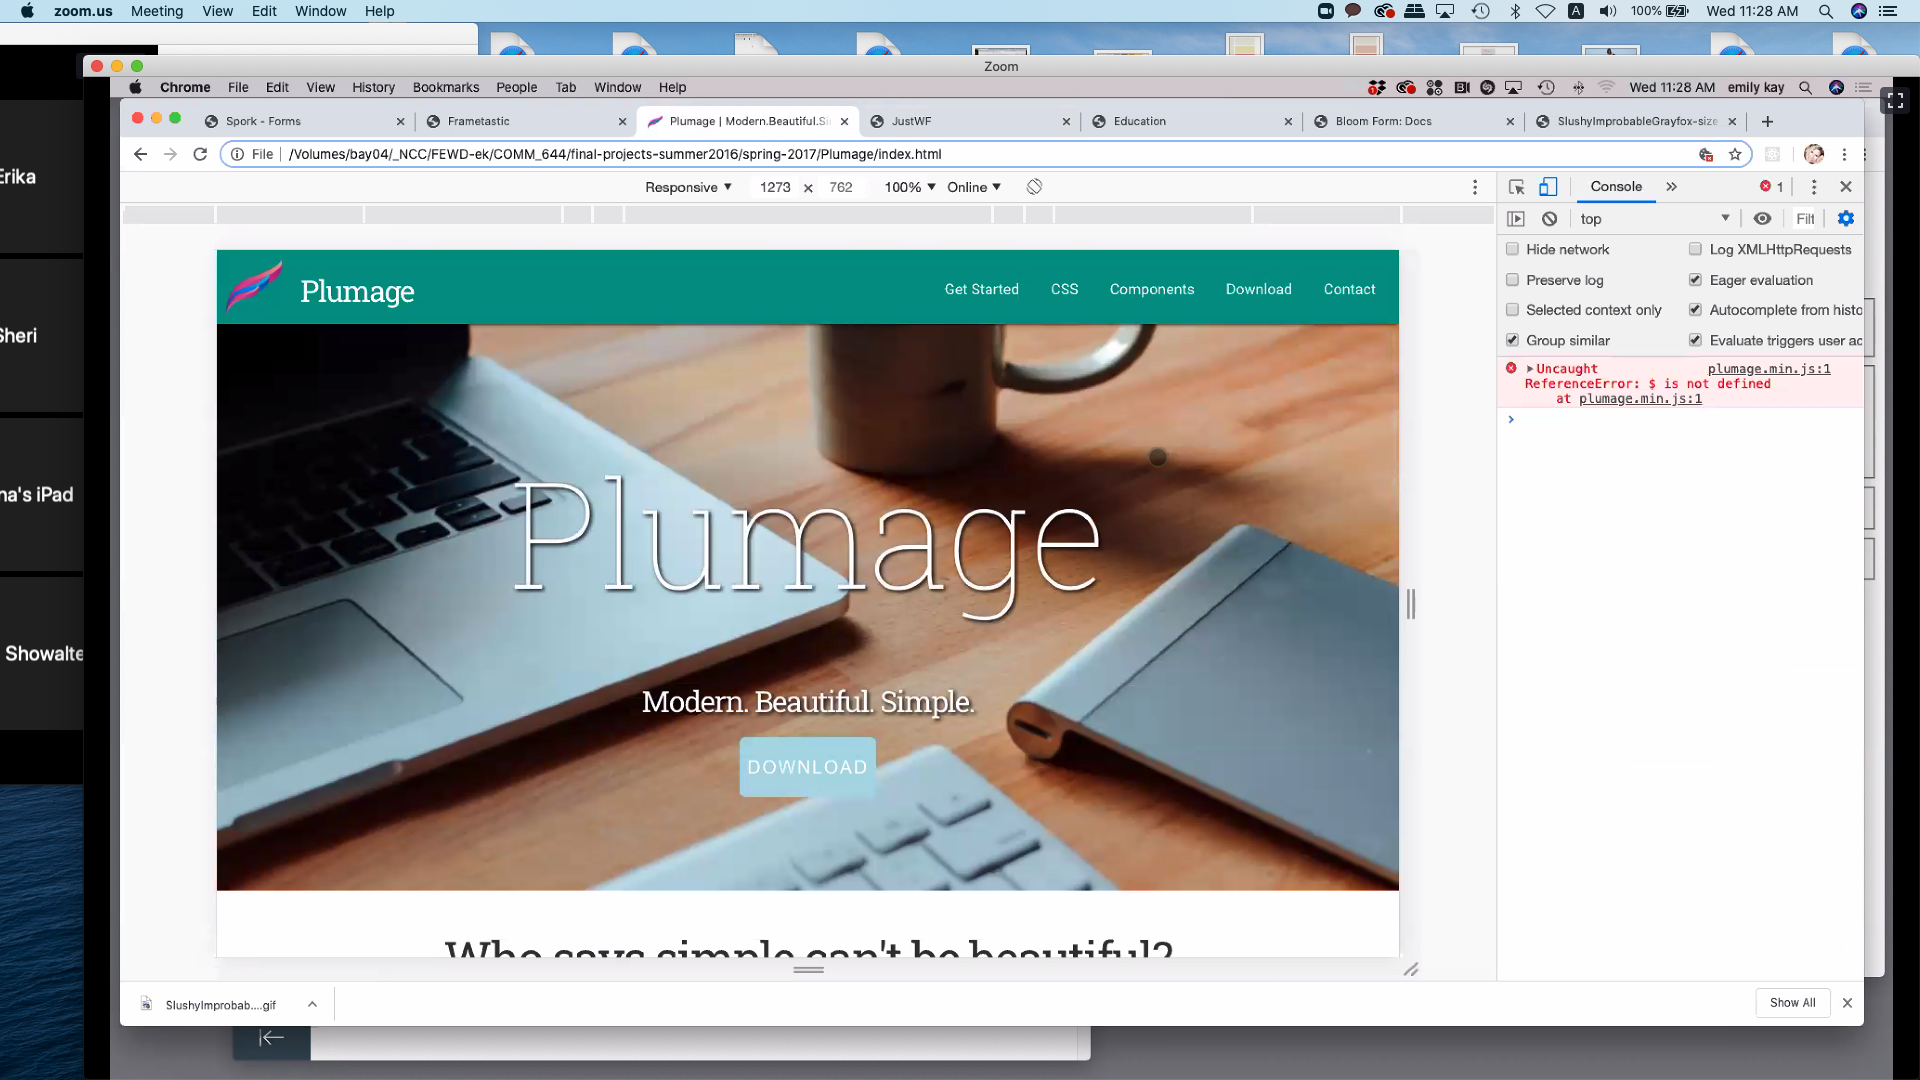 zoom.us Meeting View Edit Window Help 100% Wed 11:28 AM
Zoom
Chrome File Edit View History Bookmarks People Tab Window Help Wed 11:28 AM emily kay
Spork - Forms Frametastic Plumage | Modern.Beautiful.Si JustWF Education Bloom Form: Docs SlushyImprobableGrayfox-size
File /Volumes/bay04/_NCC/FEWD-ek/COMM_644/final-projects-summer2016/spring-2017/Plumage/index.html
Responsive 1273 x 762 100% Online
Console 1
top Filt
Hide network Log XMLHttpRequests
Preserve log Eager evaluation
Selected context only Autocomplete from histo
Group similar Evaluate triggers user ac
Uncaught plumage.min.js:1
ReferenceError: $ is not defined
at plumage.min.js:1
Plumage Get Started CSS Components Download Contact
Plumage
Modern. Beautiful. Simple.
DOWNLOAD
Who says simple can't be beautiful?
SlushyImprobab....gif Show All
Erika
Sheri
na's iPad
Showalte